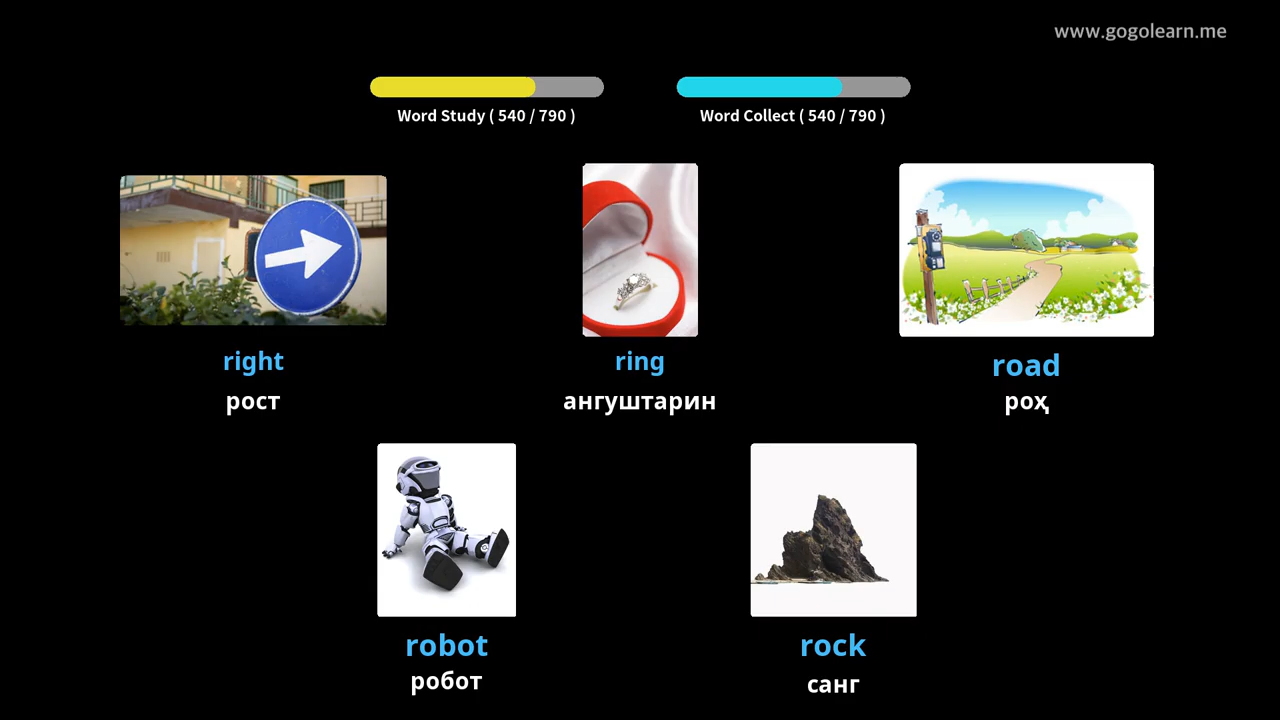 www.gogolearn.me
Word Study ( 540 / 790 )
Word Collect ( 540 / 790 )
right
рост
ring
ангуштарин
road
роҳ
robot
робот
rock
санг